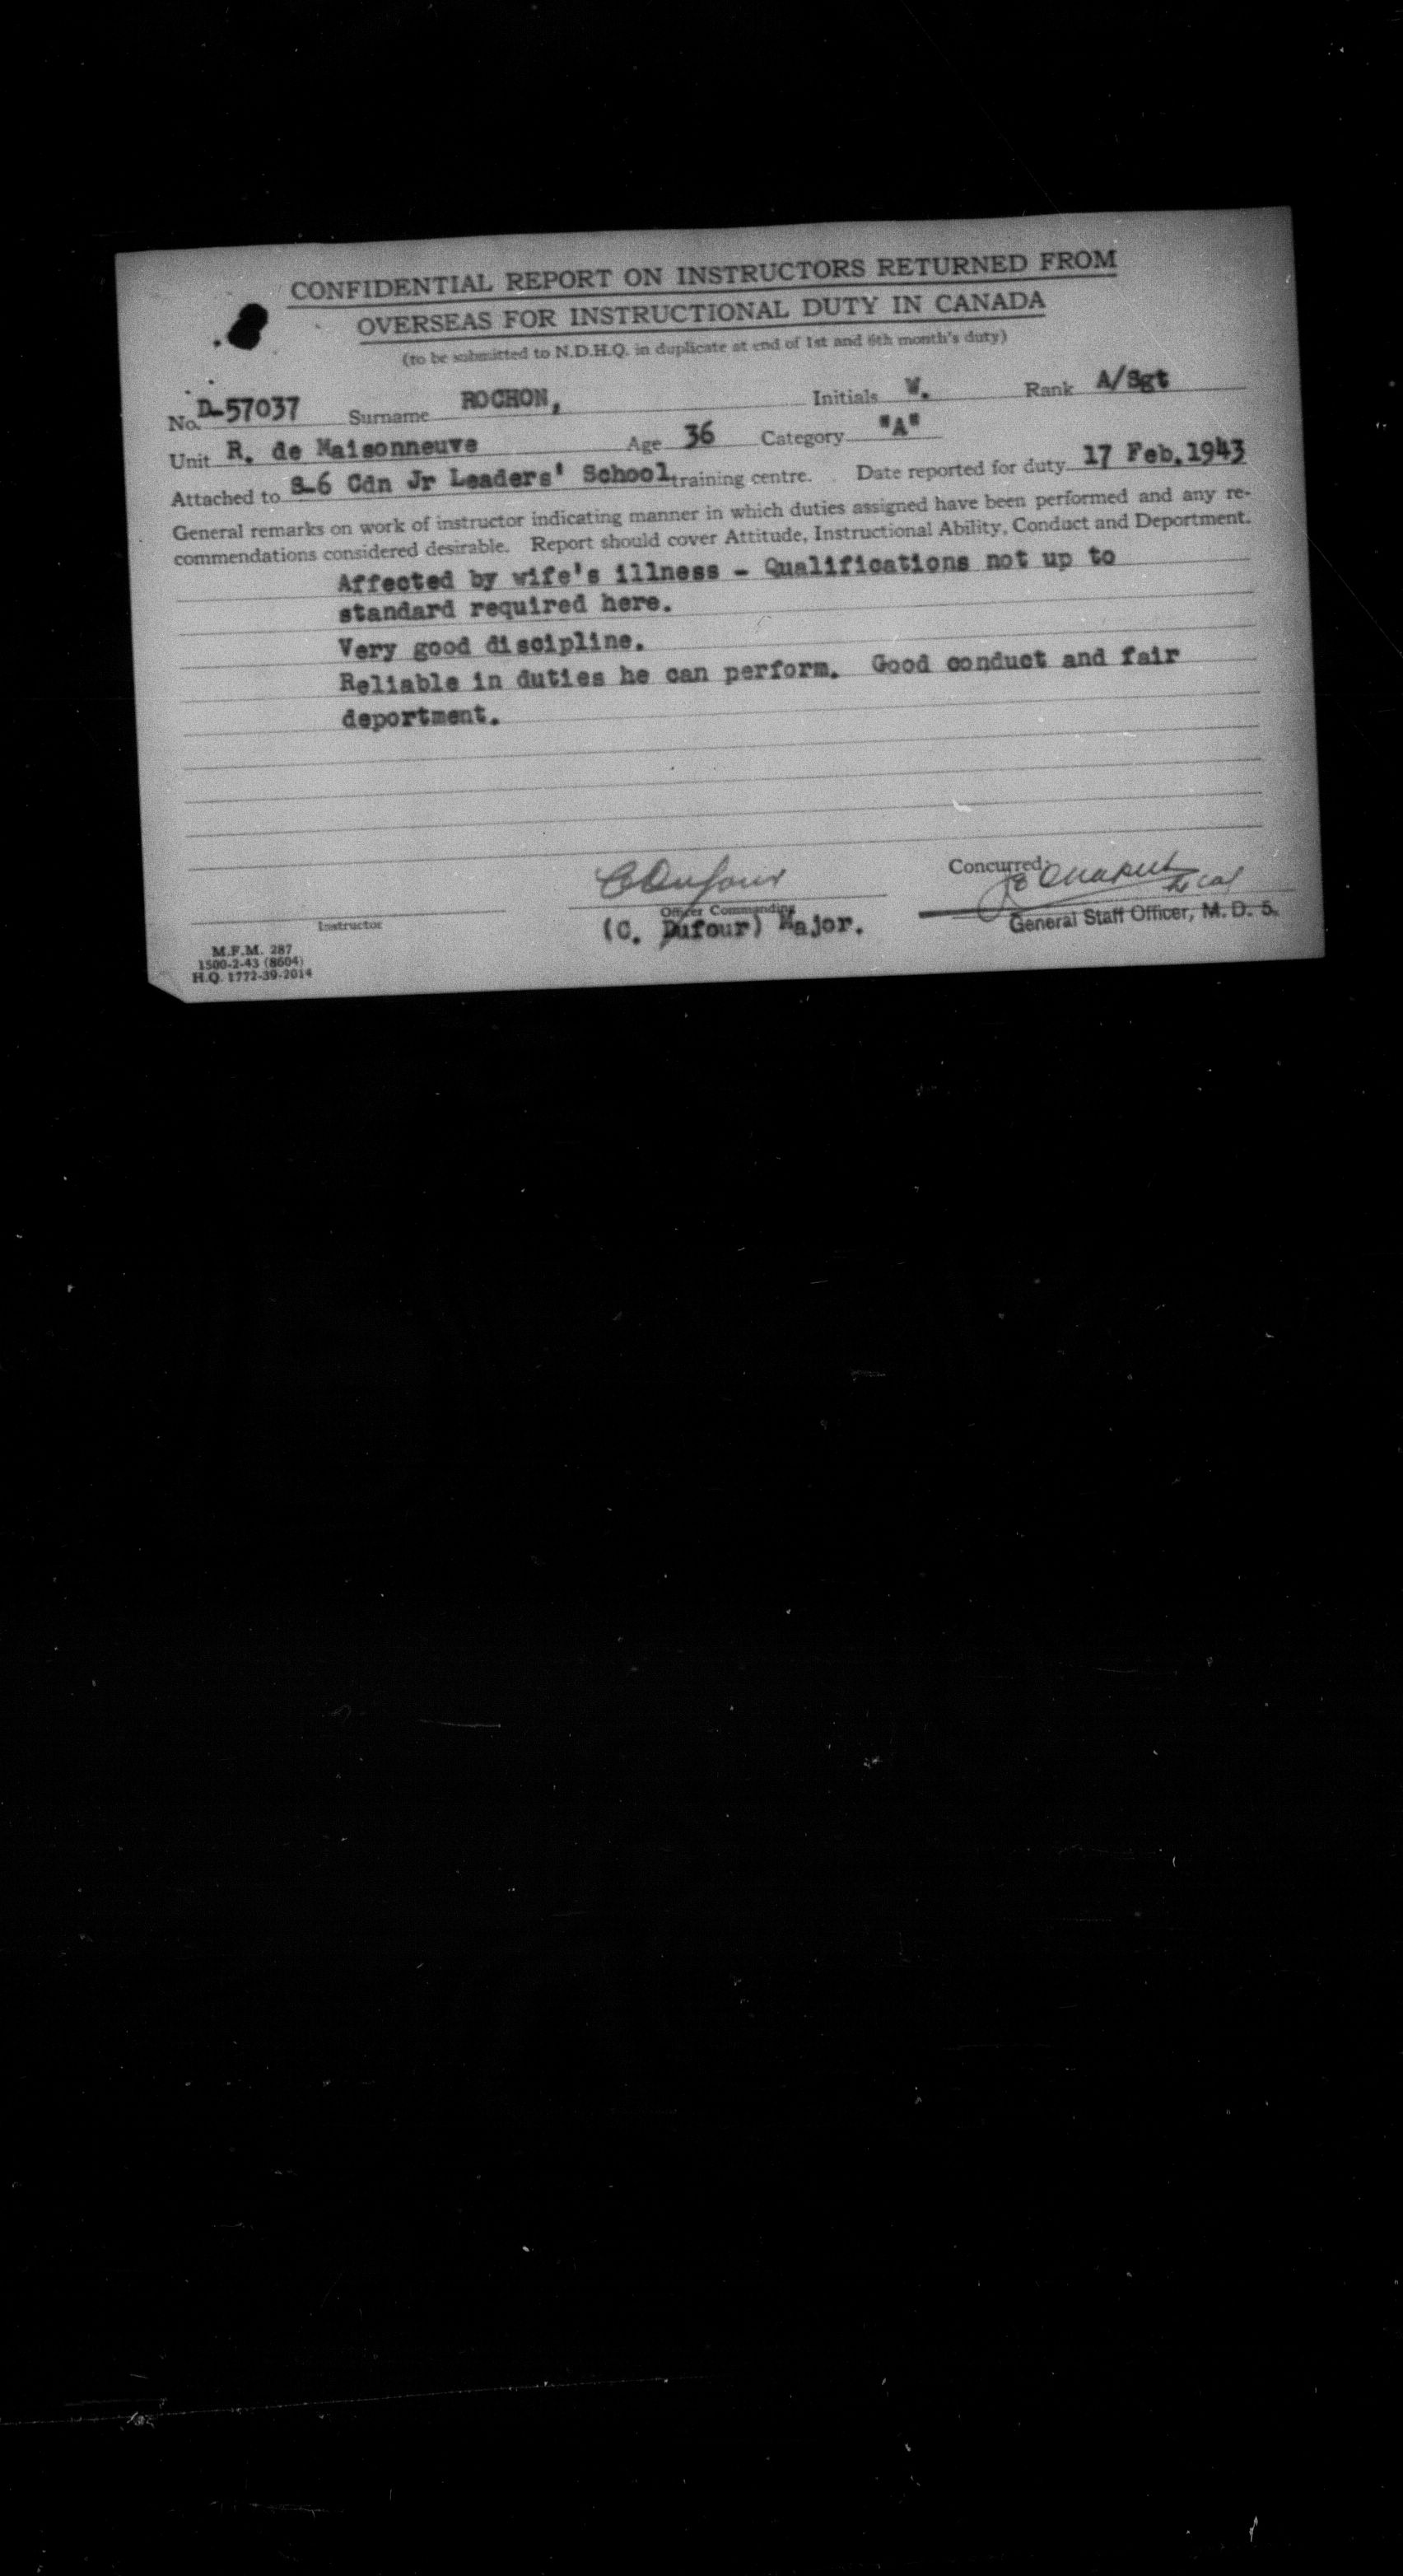 CONFIDENTIAL REPORT ON INSTRUCTORS RETURNED FROM
OVERSEAS FOR INSTRUCTIONAL DUTY IN CANADA
(to be submitted to N.D.H.Q. in duplicate at end of 1st and 6th month's duty)
No. D-57037 Surname ROCHON, Initials W. Rank A/Sgt
Unit R. de Maisonneuve Age 36 Category "A"
Attached to S-6 Cdn Jr Leaders' School training centre. Date reported for duty 17 Feb. 1943
General remarks on work of instructor indicating manner in which duties assigned have been performed and any re-
commendations considered desirable. Report should cover Attitude, Instructional Ability, Conduct and Deportment.
Affected by wife's illness - Qualifications not up to
standard required here.
Very good discipline.
Reliable in duties he can perform. Good conduct and fair
deportment.
Concurred:
C Dufour
Instructor
Officer Commanding
(C. Dufour) Major.
General Staff Officer, M. D. 5.
M.F.M. 287
1500-2-43 (8604)
H.Q. 1772-39-2014